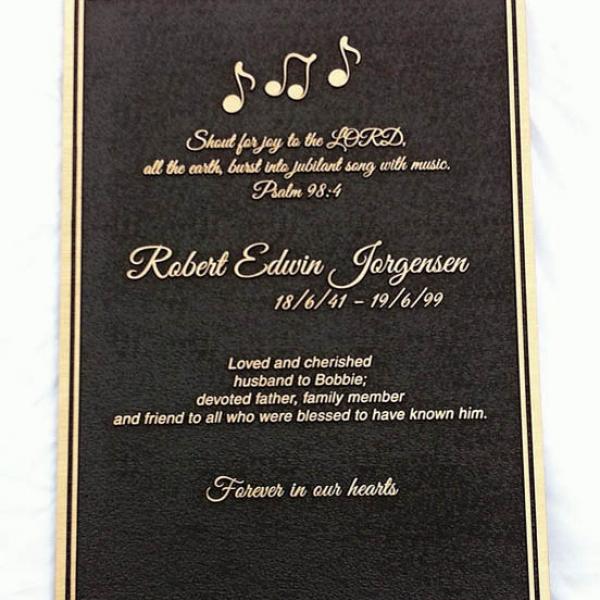 Shout for joy to the LORD,
all the earth, burst into jubilant song with music.
Psalm 98:4
Robert Edwin Jorgensen
18/6/41 – 19/6/99
Loved and cherished
husband to Bobbie;
devoted father, family member
and friend to all who were blessed to have known him.
Forever in our hearts